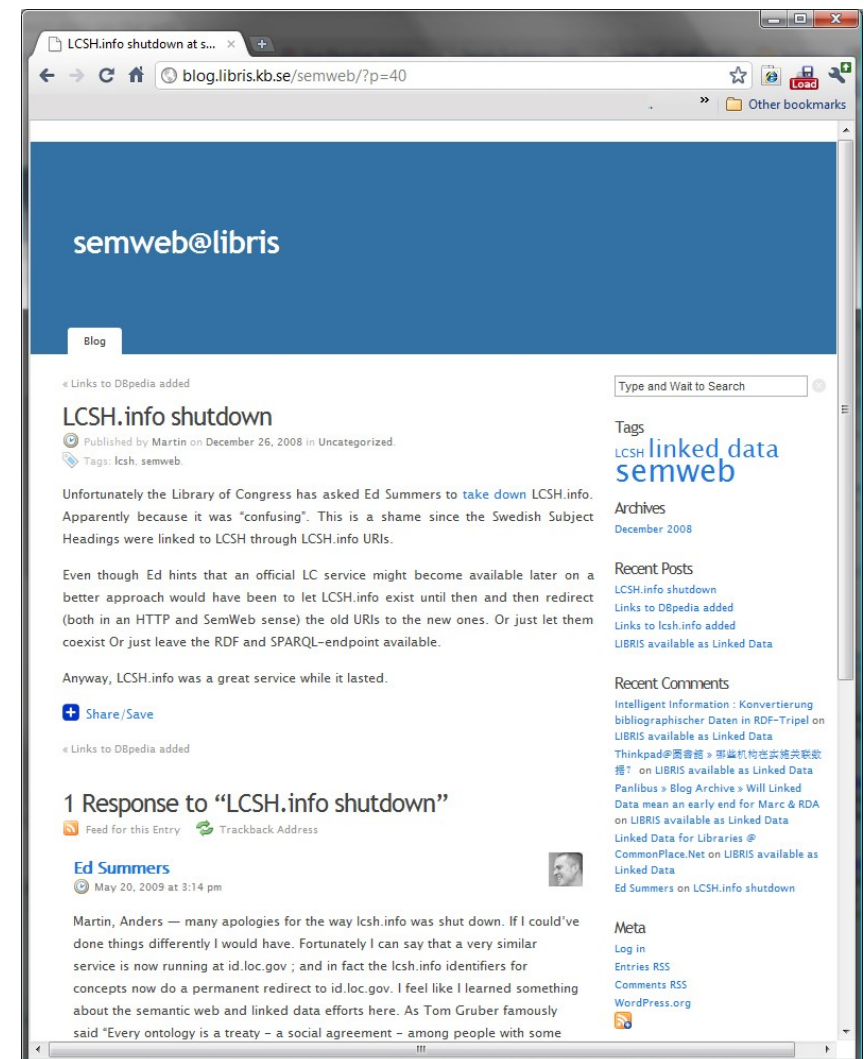 LCSH.info shutdown at s...
blog.libris.kb.se/semweb/?p=40
Load
» Other bookmarks
semweb@libris
Blog
« Links to DBpedia added
LCSH.info shutdown
Published by Martin on December 26, 2008 in Uncategorized.
Tags: lcsh, semweb.
Unfortunately the Library of Congress has asked Ed Summers to take down LCSH.info.
Apparently because it was "confusing". This is a shame since the Swedish Subject
Headings were linked to LCSH through LCSH.info URIs.
Even though Ed hints that an official LC service might become available later on a
better approach would have been to let LCSH.info exist until then and then redirect
(both in an HTTP and SemWeb sense) the old URIs to the new ones. Or just let them
coexist Or just leave the RDF and SPARQL-endpoint available.
Anyway, LCSH.info was a great service while it lasted.
Share/Save
« Links to DBpedia added
1 Response to “LCSH.info shutdown”
Feed for this Entry Trackback Address
Ed Summers
May 20, 2009 at 3:14 pm
Martin, Anders — many apologies for the way lcsh.info was shut down. If I could’ve
done things differently I would have. Fortunately I can say that a very similar
service is now running at id.loc.gov ; and in fact the lcsh.info identifiers for
concepts now do a permanent redirect to id.loc.gov. I feel like I learned something
about the semantic web and linked data efforts here. As Tom Gruber famously
said “Every ontology is a treaty – a social agreement – among people with some
Type and Wait to Search
Tags
LCSH linked data
semweb
Archives
December 2008
Recent Posts
LCSH.info shutdown
Links to DBpedia added
Links to lcsh.info added
LIBRIS available as Linked Data
Recent Comments
Intelligent Information : Konvertierung
bibliographischer Daten in RDF-Tripel on
LIBRIS available as Linked Data
Thinkpad@圕書館 » 哪些机构在实施关联数
据? on LIBRIS available as Linked Data
Panlibus » Blog Archive » Will Linked
Data mean an early end for Marc & RDA
on LIBRIS available as Linked Data
Linked Data for Libraries @
CommonPlace.Net on LIBRIS available as
Linked Data
Ed Summers on LCSH.info shutdown
Meta
Log in
Entries RSS
Comments RSS
WordPress.org